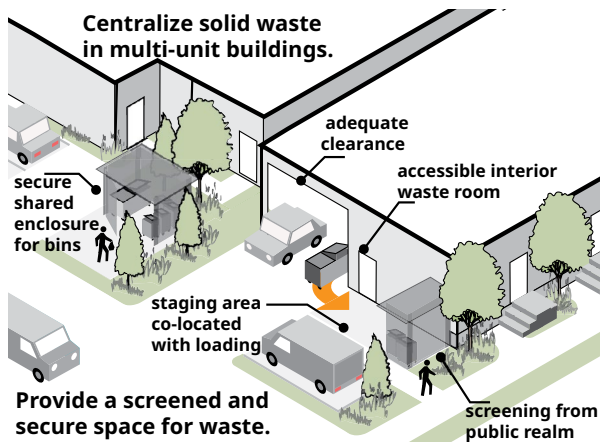 Centralize solid waste
in multi-unit buildings.
adequate
clearance
accessible interior
waste room
secure
shared
enclosure
for bins
staging area
co-located
with loading
Provide a screened and
secure space for waste.
screening from
public realm